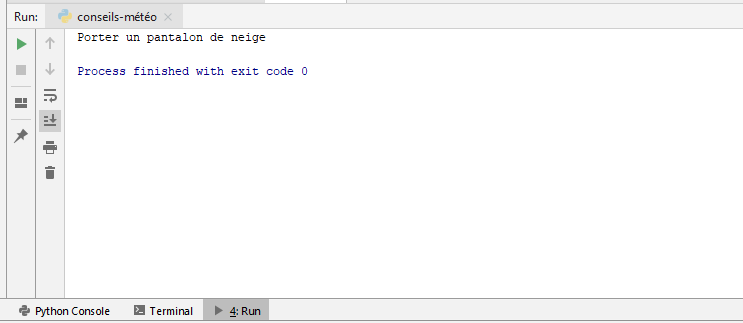 Run: conseils-météo
Porter un pantalon de neige
Process finished with exit code 0
Python Console Terminal 4: Run